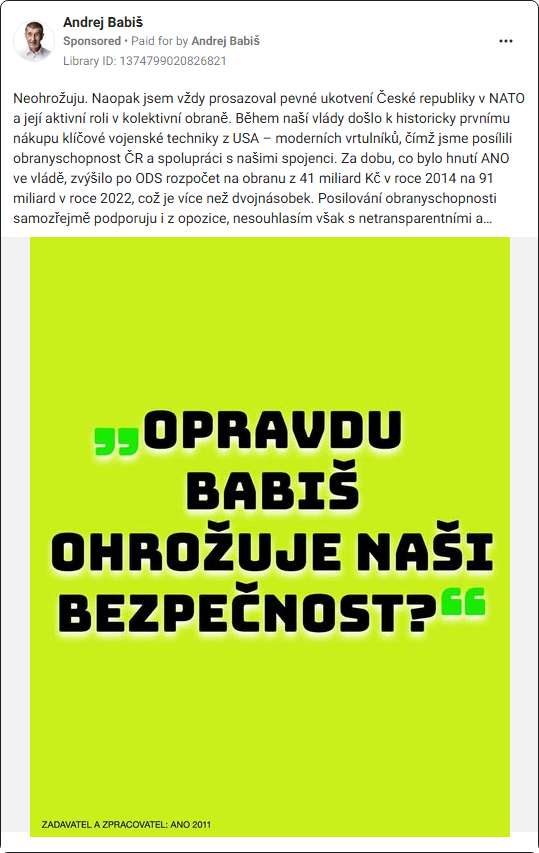 Andrej Babiš
Sponsored • Paid for by Andrej Babiš
Library ID: 1374799020826821
Neohrožuju. Naopak jsem vždy prosazoval pevné ukotvení České republiky v NATO
a její aktivní roli v kolektivní obraně. Během naší vlády došlo k historicky prvnímu
nákupu klíčové vojenské techniky z USA – moderních vrtulníků, čímž jsme posílili
obranyschopnost ČR a spolupráci s našimi spojenci. Za dobu, co bylo hnutí ANO
ve vládě, zvýšilo po ODS rozpočet na obranu z 41 miliard Kč v roce 2014 na 91
miliard v roce 2022, což je více než dvojnásobek. Posilování obranyschopnosti
samozřejmě podporuju i z opozice, nesouhlasím však s netransparentními a...
„OPRAVDU
BABIŠ
OHROŽUJE NAŠI
BEZPEČNOST?“
ZADAVATEL A ZPRACOVATEL: ANO 2011